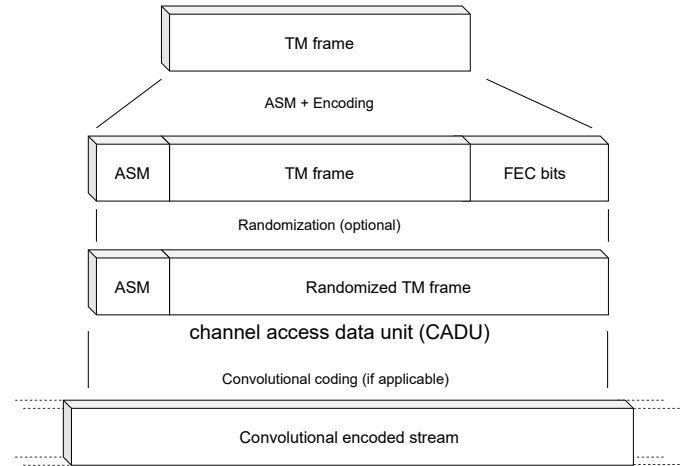 TM frame
ASM + Encoding
ASM TM frame FEC bits
Randomization (optional)
ASM Randomized TM frame
channel access data unit (CADU)
Convolutional coding (if applicable)
Convolutional encoded stream